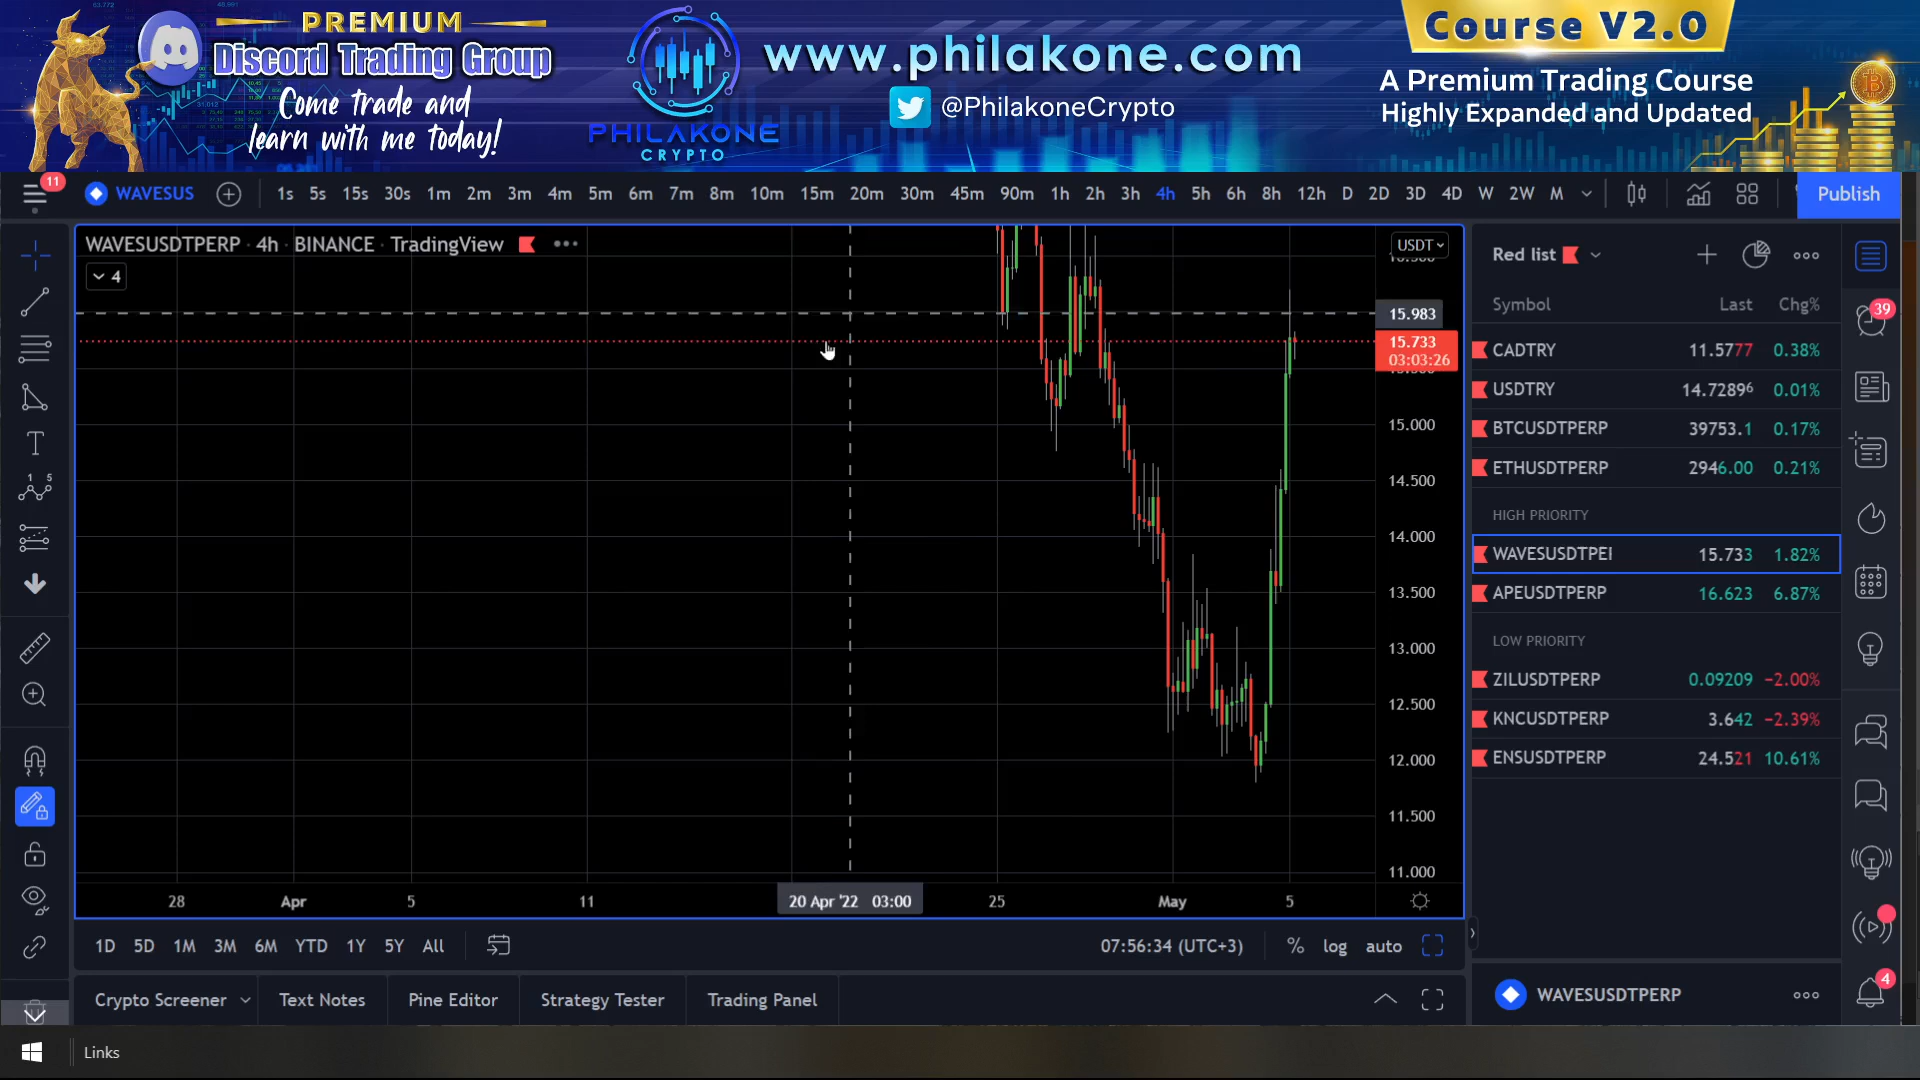 PREMIUM
Discord Trading Group
Come trade and
learn with me today!
PHILAKONE
CRYPTO
www.philakone.com
@PhilakoneCrypto
Course V2.0
A Premium Trading Course
Highly Expanded and Updated
11
WAVESUS
1s 5s 15s 30s 1m 2m 3m 4m 5m 6m 7m 8m 10m 15m 20m 30m 45m 90m 1h 2h 3h 4h 5h 6h 8h 12h D 2D 3D 4D W 2W M
Publish
WAVESUSDTPERP · 4h · BINANCE · TradingView
4
USDT
15.983
15.733
03:03:26
15.000
14.500
14.000
13.500
13.000
12.500
12.000
11.500
11.000
28 Apr 5 11 20 Apr '22 03:00 25 May 5
1D 5D 1M 3M 6M YTD 1Y 5Y All
07:56:34 (UTC+3) % log auto
Crypto Screener Text Notes Pine Editor Strategy Tester Trading Panel
Red list
Symbol Last Chg%
CADTRY 11.5777 0.38%
USDTRY 14.72896 0.01%
BTCUSDTPERP 39753.1 0.17%
ETHUSDTPERP 2946.00 0.21%
HIGH PRIORITY
WAVESUSDTPEI 15.733 1.82%
APEUSDTPERP 16.623 6.87%
LOW PRIORITY
ZILUSDTPERP 0.09209 −2.00%
KNCUSDTPERP 3.642 −2.39%
ENSUSDTPERP 24.521 10.61%
WAVESUSDTPERP
39
4
Links